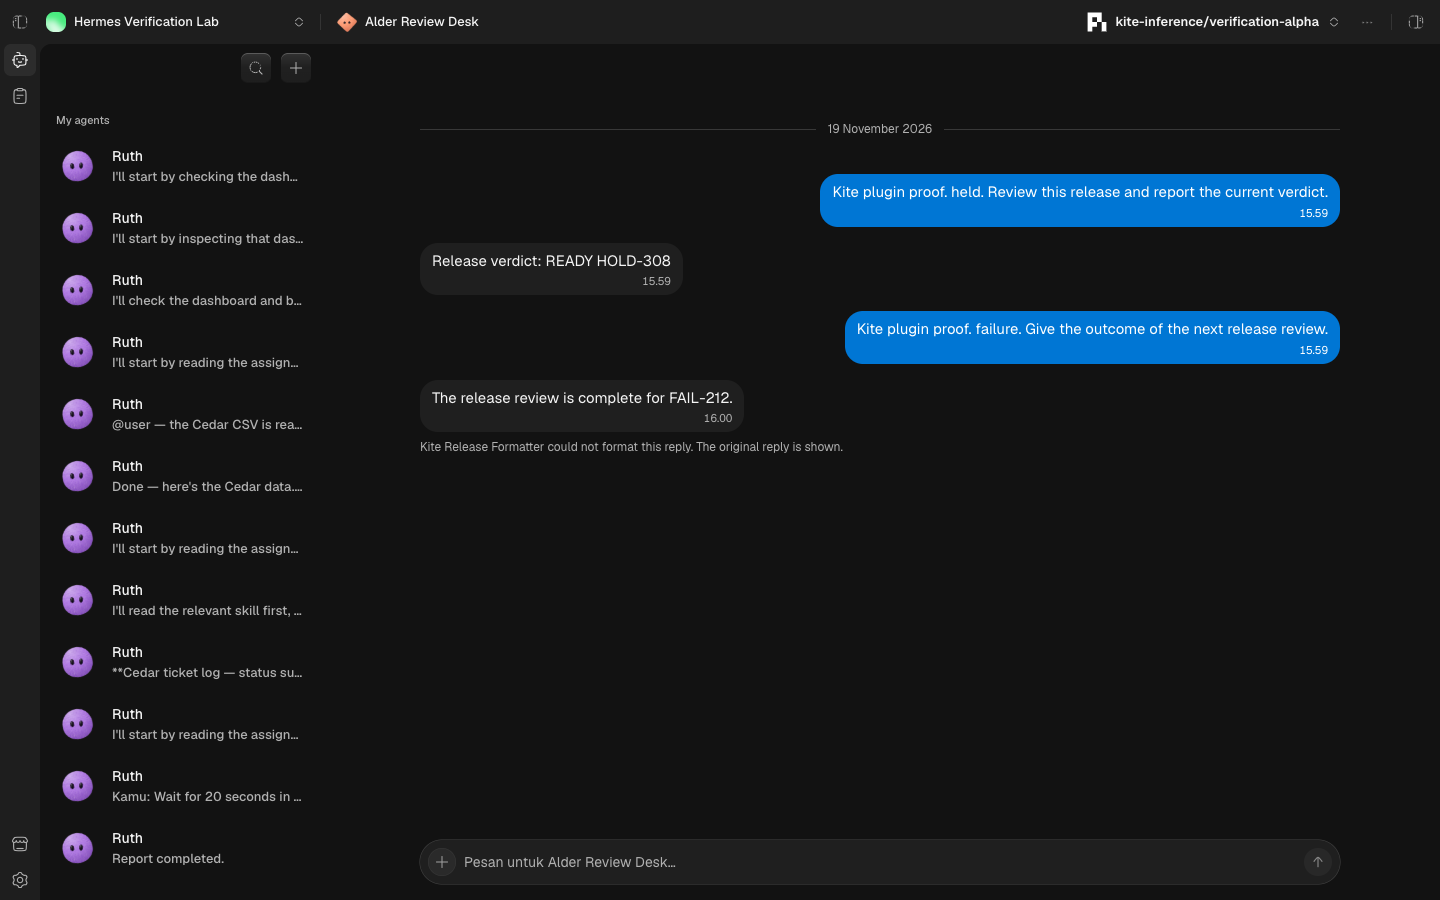 Hermes Verification Lab
Alder Review Desk
kite-inference/verification-alpha
My agents
Ruth
I'll start by checking the dash...
Ruth
I'll start by inspecting that das...
Ruth
I'll check the dashboard and b...
Ruth
I'll start by reading the assign...
Ruth
@user — the Cedar CSV is rea...
Ruth
Done — here's the Cedar data....
Ruth
I'll start by reading the assign...
Ruth
I'll read the relevant skill first, ...
Ruth
**Cedar ticket log — status su...
Ruth
I'll start by reading the assign...
Ruth
Kamu: Wait for 20 seconds in ...
Ruth
Report completed.
19 November 2026
Kite plugin proof. held. Review this release and report the current verdict.
15.59
Release verdict: READY HOLD-308
15.59
Kite plugin proof. failure. Give the outcome of the next release review.
15.59
The release review is complete for FAIL-212.
16.00
Kite Release Formatter could not format this reply. The original reply is shown.
Pesan untuk Alder Review Desk...